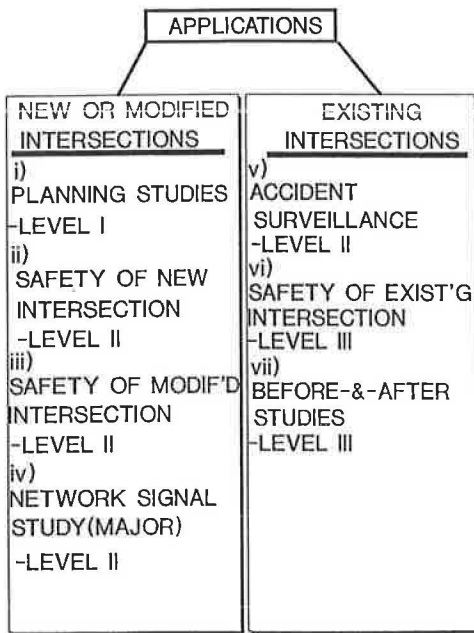 APPLICATIONS
NEW OR MODIFIED
INTERSECTIONS
i)
PLANNING STUDIES
-LEVEL I
ii)
SAFETY OF NEW
INTERSECTION
-LEVEL II
iii)
SAFETY OF MODIF'D
INTERSECTION
-LEVEL II
iv)
NETWORK SIGNAL
STUDY(MAJOR)
-LEVEL II
EXISTING
INTERSECTIONS
v)
ACCIDENT
SURVEILLANCE
-LEVEL II
vi)
SAFETY OF EXIST'G
INTERSECTION
-LEVEL III
vii)
BEFORE-&-AFTER
STUDIES
-LEVEL III